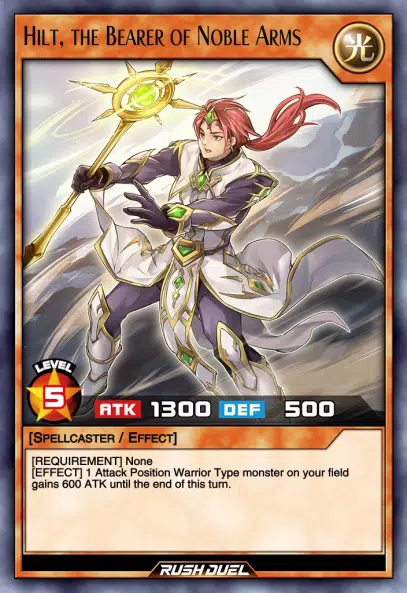 Hilt, the Bearer of Noble Arms
光
LEVEL
5
ATK 1300 DEF 500
[Spellcaster / Effect]
[REQUIREMENT] None
[EFFECT] 1 Attack Position Warrior Type monster on your field
gains 600 ATK until the end of this turn.
RUSH DUEL